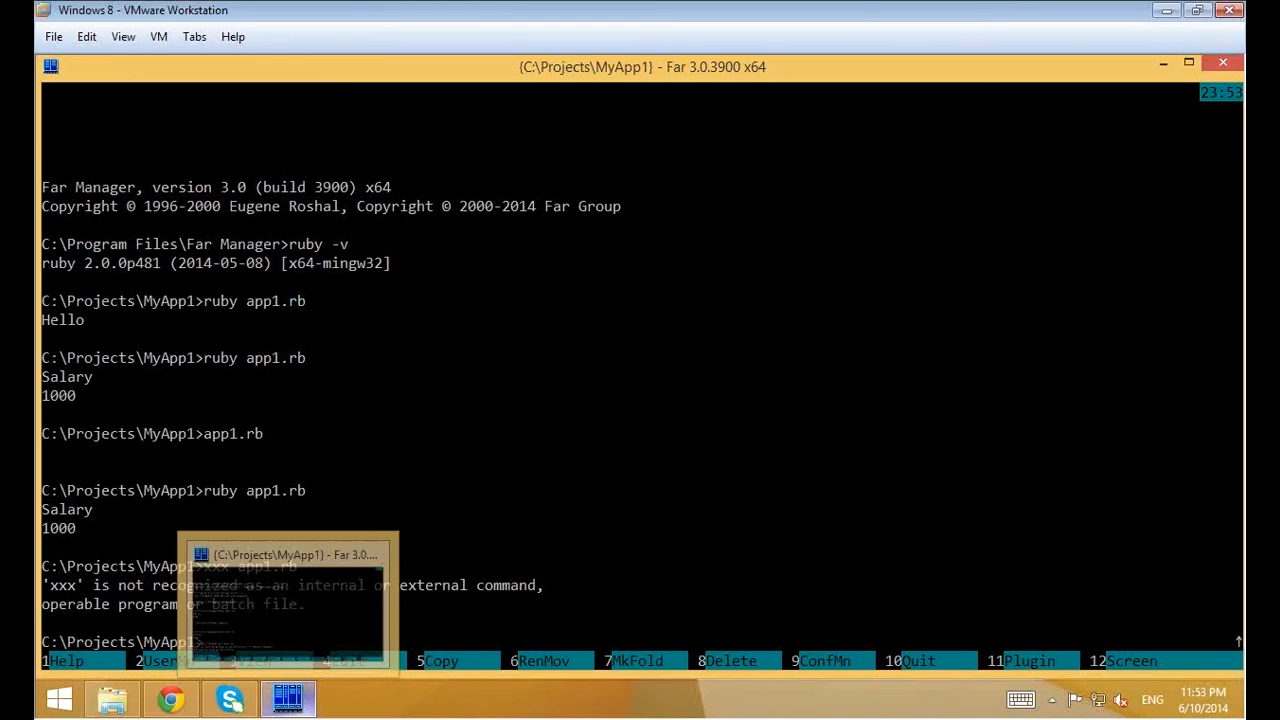 Windows 8 - VMware Workstation
File Edit View VM Tabs Help
{C:\Projects\MyApp1} - Far 3.0.3900 x64
23:53
Far Manager, version 3.0 (build 3900) x64
Copyright © 1996-2000 Eugene Roshal, Copyright © 2000-2014 Far Group
C:\Program Files\Far Manager>ruby -v
ruby 2.0.0p481 (2014-05-08) [x64-mingw32]
C:\Projects\MyApp1>ruby app1.rb
Hello
C:\Projects\MyApp1>ruby app1.rb
Salary
1000
C:\Projects\MyApp1>app1.rb
C:\Projects\MyApp1>ruby app1.rb
Salary
1000
{C:\Projects\MyApp1} - Far 3.0....
C:\Projects\MyApp1>xxx app1.rb
'xxx' is not recognized as an internal or external command,
operable program or batch file.
C:\Projects\MyApp1>
1Help 2UserMn 3View 4Edit 5Copy 6RenMov 7MkFold 8Delete 9ConfMn 10Quit 11Plugin 12Screen
ENG
11:53 PM
6/10/2014